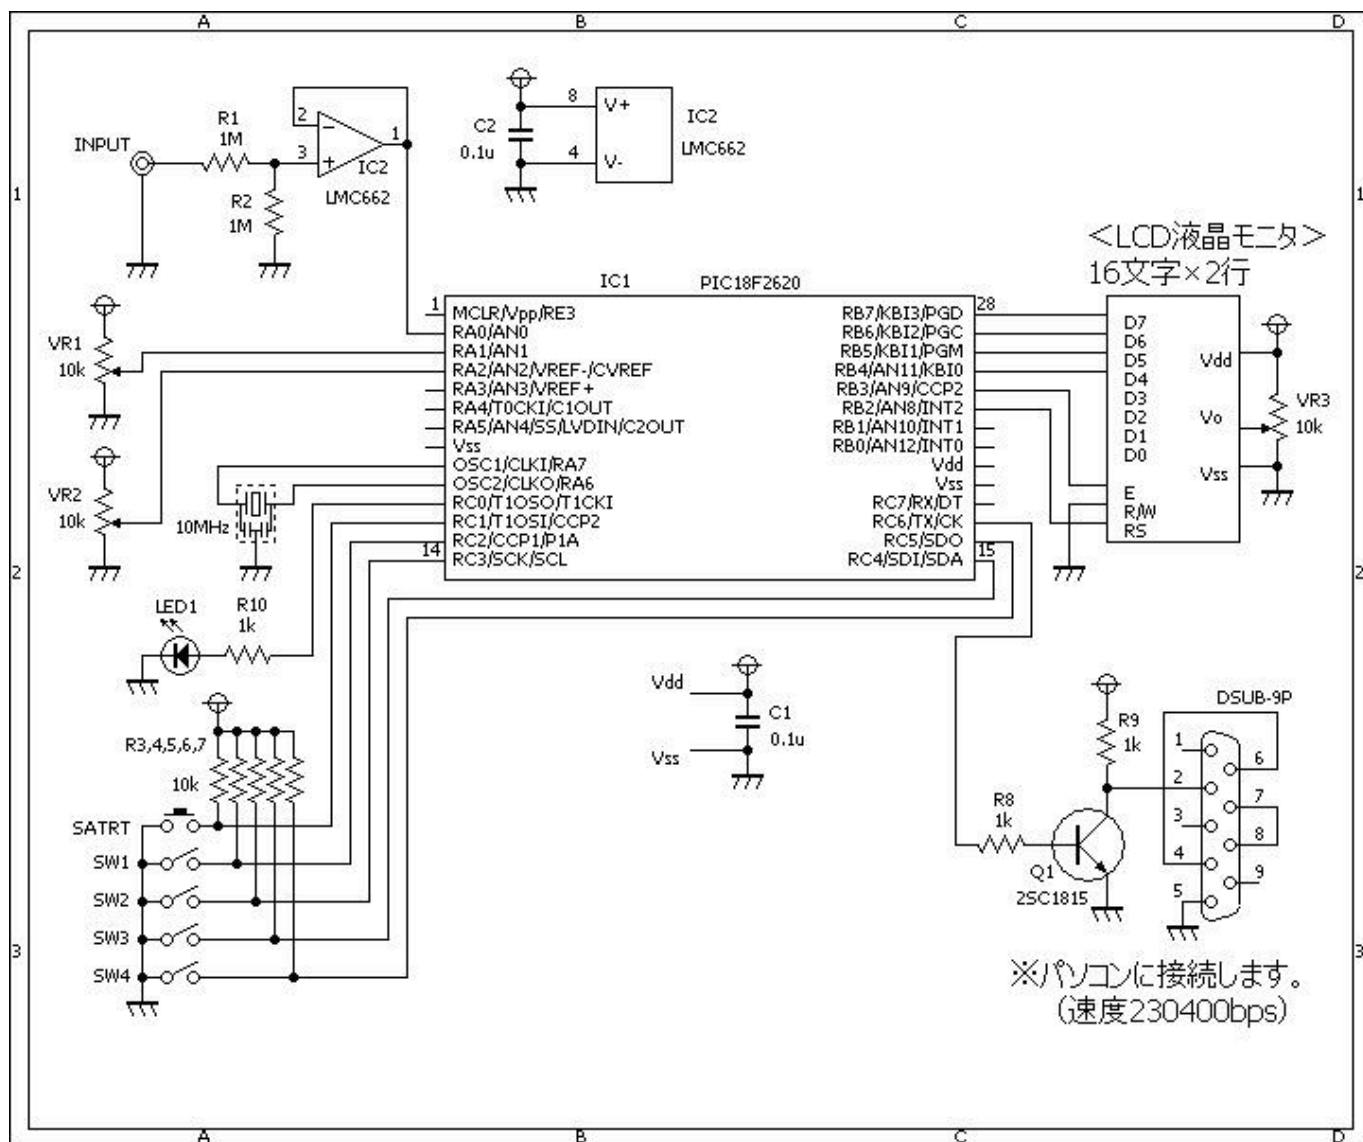 A
B
C
D
1
1
2
2
3
3
A
B
C
D
INPUT
R1
1M
R2
1M
2
3
1
−
+
IC2
LMC662
C2
0.1u
8
4
V+
V-
IC2
LMC662
<LCD液晶モニタ>
16文字×2行
IC1
PIC18F2620
1
MCLR/Vpp/RE3
RA0/AN0
RA1/AN1
RA2/AN2/VREF-/CVREF
RA3/AN3/VREF+
RA4/T0CKI/C1OUT
RA5/AN4/SS/LVDIN/C2OUT
Vss
OSC1/CLKI/RA7
OSC2/CLKO/RA6
RC0/T1OSO/T1CKI
RC1/T1OSI/CCP2
RC2/CCP1/P1A
14
RC3/SCK/SCL
28
RB7/KBI3/PGD
RB6/KBI2/PGC
RB5/KBI1/PGM
RB4/AN11/KBI0
RB3/AN9/CCP2
RB2/AN8/INT2
RB1/AN10/INT1
RB0/AN12/INT0
Vdd
Vss
RC7/RX/DT
RC6/TX/CK
RC5/SDO
15
RC4/SDI/SDA
D7
D6
D5
D4
D3
D2
D1
D0
E
R/W
RS
Vdd
Vo
Vss
VR3
10k
VR1
10k
VR2
10k
10MHz
LED1
R10
1k
R3,4,5,6,7
10k
SATRT
SW1
SW2
SW3
SW4
Vdd
Vss
C1
0.1u
R8
1k
R9
1k
Q1
2SC1815
DSUB-9P
1
2
3
4
5
6
7
8
9
※パソコンに接続します。
(速度230400bps)